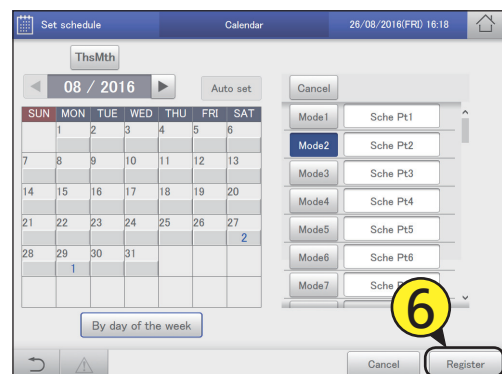 Set schedule Calendar 26/08/2016(FRI) 16:18
ThsMth
08 / 2016 Auto set Cancel
SUN MON TUE WED THU FRI SAT
1 2 3 4 5 6
7 8 9 10 11 12 13
14 15 16 17 18 19 20
21 22 23 24 25 26 27
2
28 29 30 31
1
By day of the week
Mode1 Sche Pt1
Mode2 Sche Pt2
Mode3 Sche Pt3
Mode4 Sche Pt4
Mode5 Sche Pt5
Mode6 Sche Pt6
Mode7 Sche
6
Cancel Register